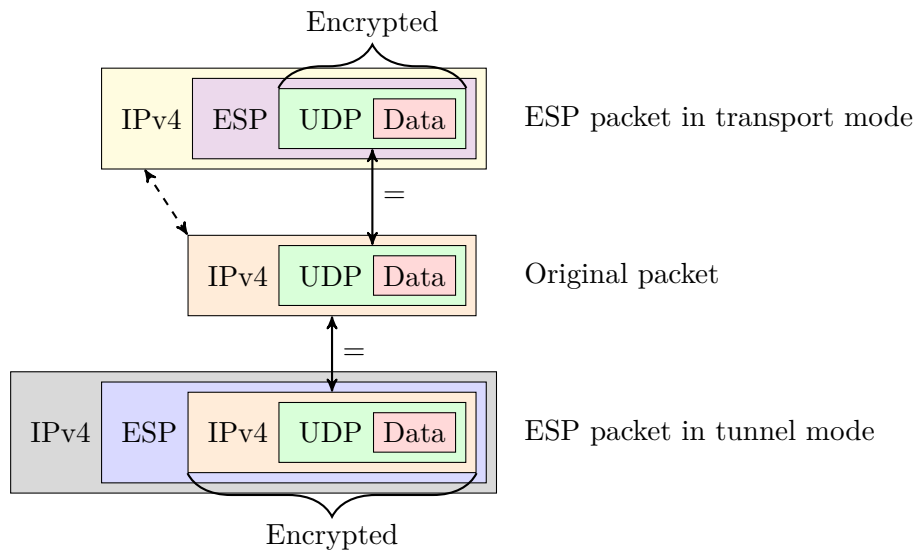 Encrypted
IPv4 ESP UDP Data ESP packet in transport mode
=
IPv4 UDP Data Original packet
=
IPv4 ESP IPv4 UDP Data ESP packet in tunnel mode
Encrypted